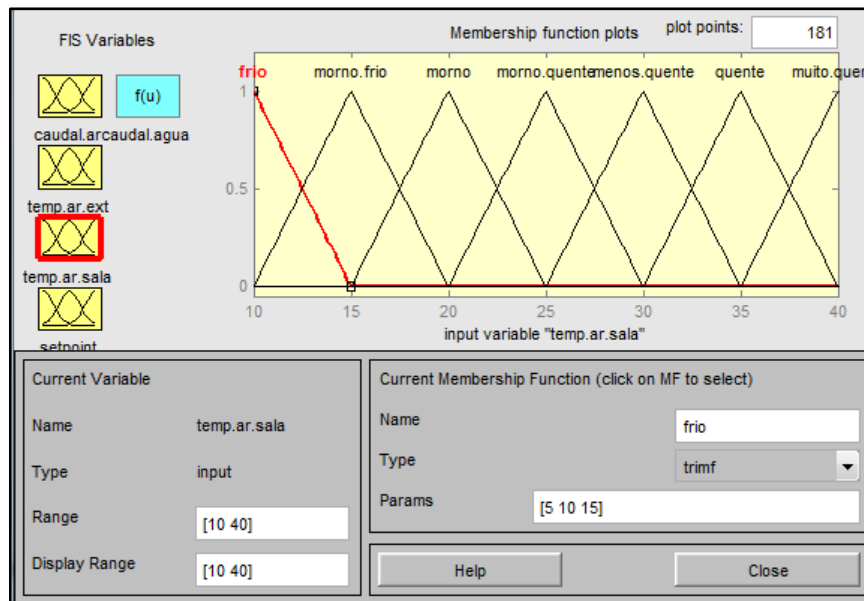 FIS Variables
Membership function plots
plot points:
181
f(u)
caudal.arcaudal.agua
temp.ar.ext
temp.ar.sala
setpoint
frio
morno.frio
morno
morno.quentemenos.quente
quente
muito.quen
1
0.5
0
10 15 20 25 30 35 40
input variable "temp.ar.sala"
Current Variable
Name temp.ar.sala
Type input
Range [10 40]
Display Range [10 40]
Current Membership Function (click on MF to select)
Name frio
Type trimf
Params [5 10 15]
Help Close